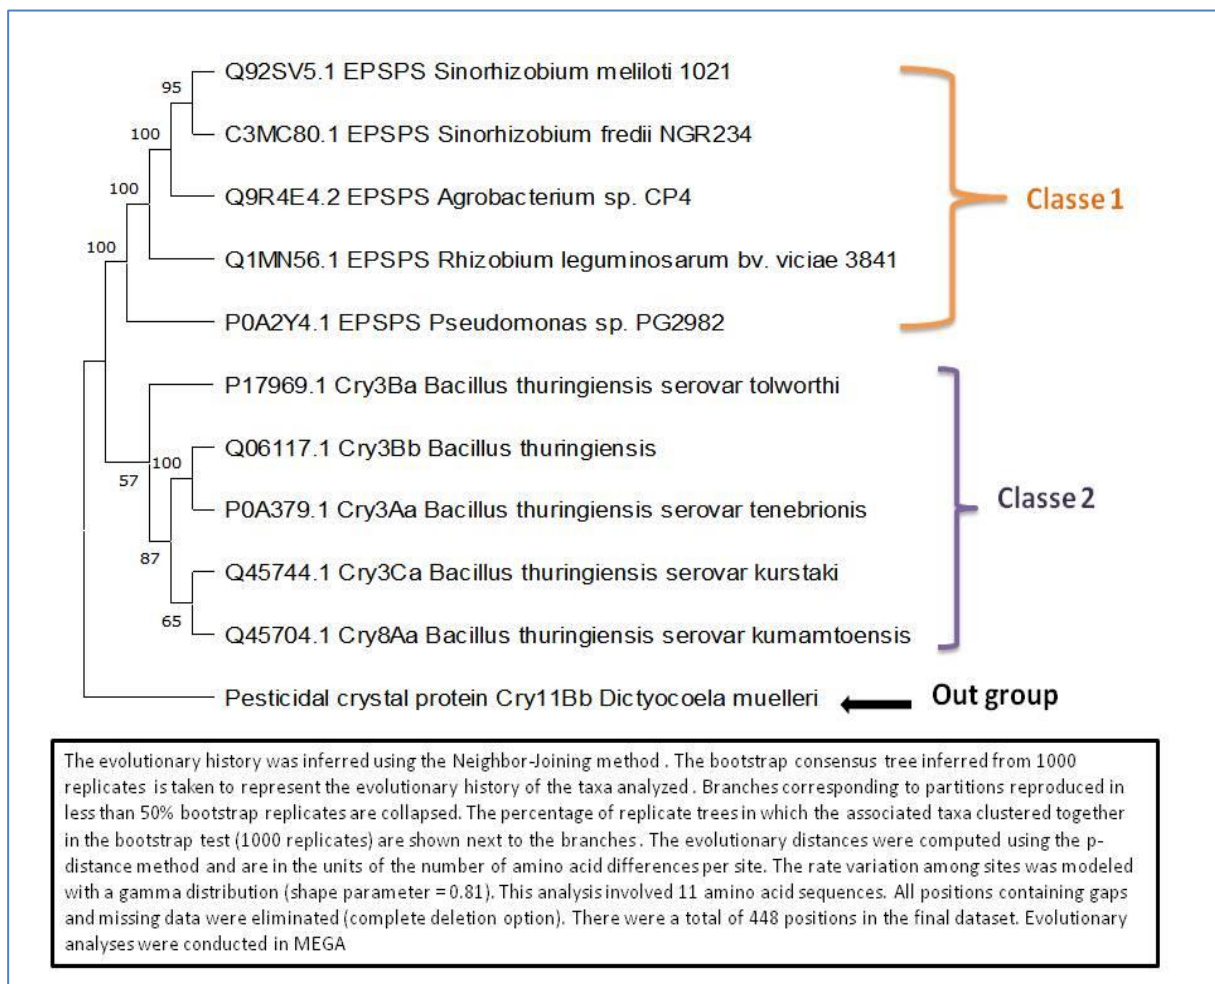 Q92SV5.1 EPSPS Sinorhizobium meliloti 1021
95
C3MC80.1 EPSPS Sinorhizobium fredii NGR234
100
Q9R4E4.2 EPSPS Agrobacterium sp. CP4
Classe 1
100
Q1MN56.1 EPSPS Rhizobium leguminosarum bv. viciae 3841
100
P0A2Y4.1 EPSPS Pseudomonas sp. PG2982
P17969.1 Cry3Ba Bacillus thuringiensis serovar tolworthi
Q06117.1 Cry3Bb Bacillus thuringiensis
100
57
P0A379.1 Cry3Aa Bacillus thuringiensis serovar tenebrionis
Classe 2
87
Q45744.1 Cry3Ca Bacillus thuringiensis serovar kurstaki
65
Q45704.1 Cry8Aa Bacillus thuringiensis serovar kumamtoensis
Pesticidal crystal protein Cry11Bb Dictyocoela muelleri
Out group
The evolutionary history was inferred using the Neighbor-Joining method . The bootstrap consensus tree inferred from 1000
replicates is taken to represent the evolutionary history of the taxa analyzed . Branches corresponding to partitions reproduced in
less than 50% bootstrap replicates are collapsed. The percentage of replicate trees in which the associated taxa clustered together
in the bootstrap test (1000 replicates) are shown next to the branches . The evolutionary distances were computed using the p-
distance method and are in the units of the number of amino acid differences per site. The rate variation among sites was modeled
with a gamma distribution (shape parameter = 0.81). This analysis involved 11 amino acid sequences. All positions containing gaps
and missing data were eliminated (complete deletion option). There were a total of 448 positions in the final dataset. Evolutionary
analyses were conducted in MEGA